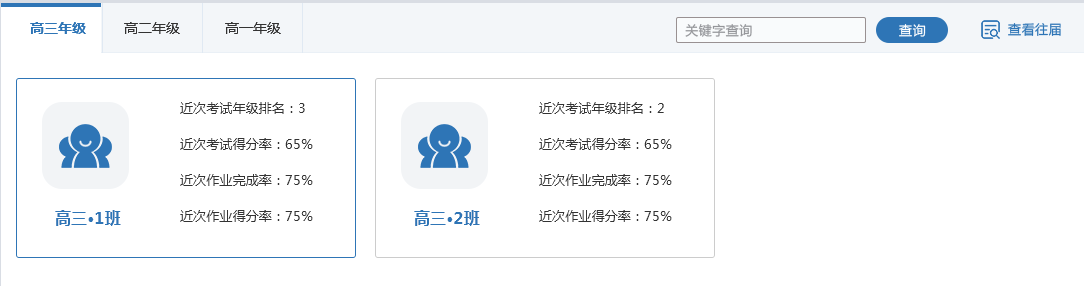 高三年级 高二年级 高一年级 关键字查询 查询 查看往届
近次考试年级排名：3
近次考试得分率：65%
近次作业完成率：75%
近次作业得分率：75%
高三•1班
近次考试年级排名：2
近次考试得分率：65%
近次作业完成率：75%
近次作业得分率：75%
高三•2班